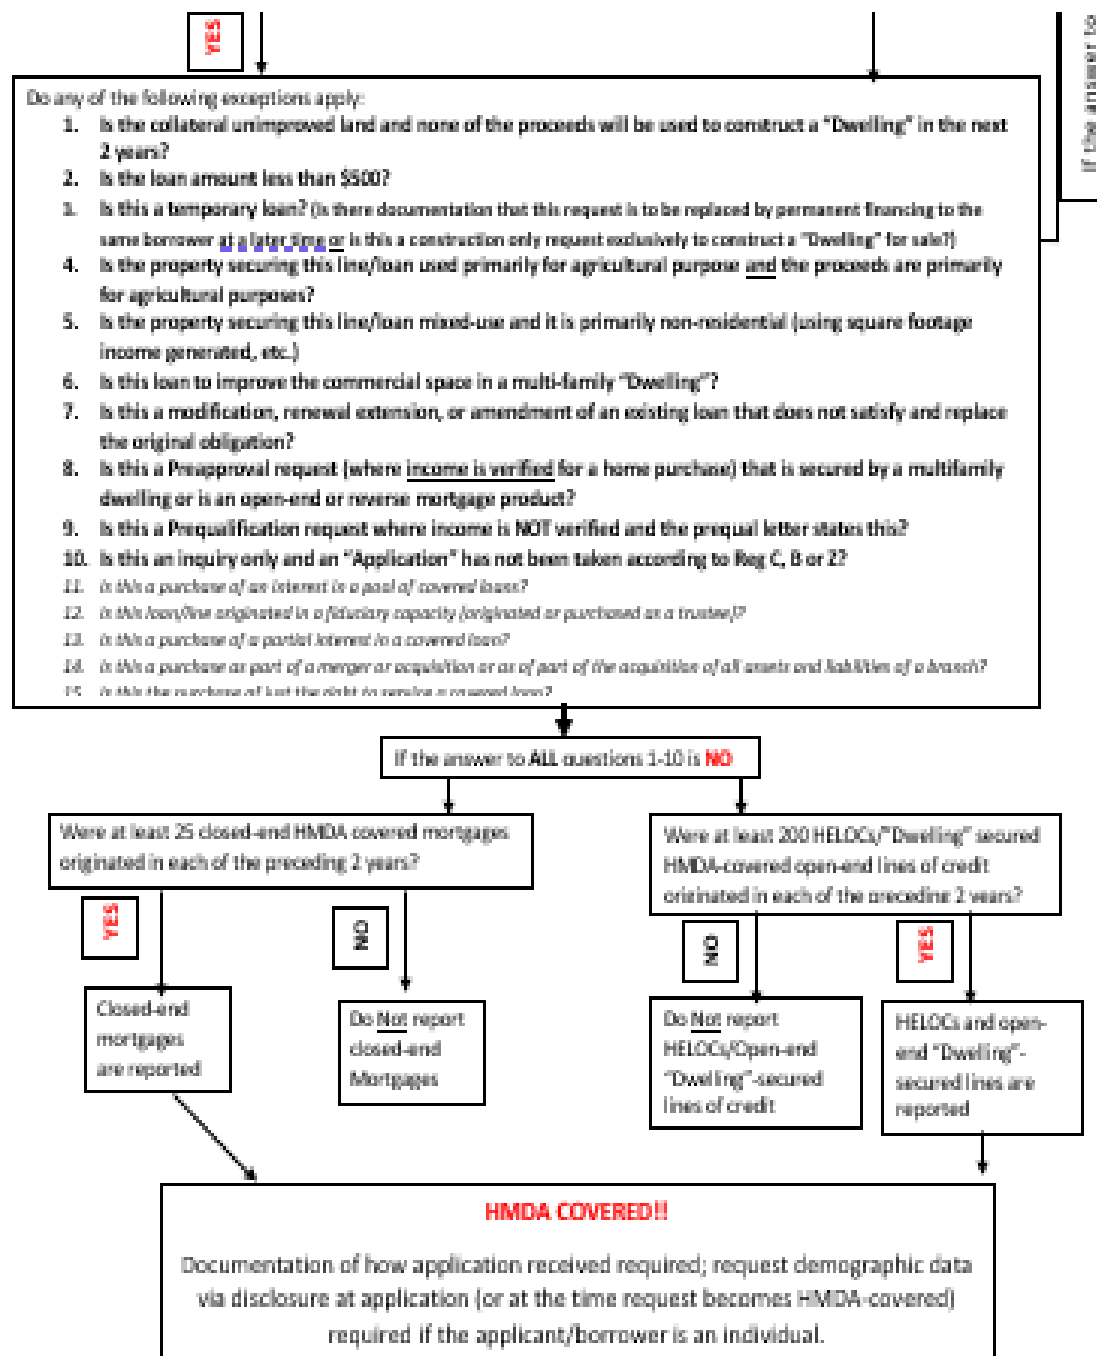 YES
If the answer to
Do any of the following exceptions apply:
1. Is the collateral unimproved land and none of the proceeds will be used to construct a "Dwelling" in the next
2 years?
2. Is the loan amount less than $500?
3. Is this a temporary loan? (Is there documentation that this request is to be replaced by permanent financing to the
same borrower at a later time or is this a construction only request exclusively to construct a "Dwelling" for sale?)
4. Is the property securing this line/loan used primarily for agricultural purpose and the proceeds are primarily
for agricultural purposes?
5. Is the property securing this line/loan mixed-use and it is primarily non-residential (using square footage
income generated, etc.)
6. Is this loan to improve the commercial space in a multi-family "Dwelling"?
7. Is this a modification, renewal extension, or amendment of an existing loan that does not satisfy and replace
the original obligation?
8. Is this a Preapproval request (where income is verified for a home purchase) that is secured by a multifamily
dwelling or is an open-end or reverse mortgage product?
9. Is this a Prequalification request where income is NOT verified and the prequal letter states this?
10. Is this an inquiry only and an "Application" has not been taken according to Reg C, B or Z?
11. Is this a purchase of an interest in a pool of covered loans?
12. Is this loan/line originated in a fiduciary capacity (originated or purchased as a trustee)?
13. Is this a purchase of a partial interest in a covered loan?
14. Is this a purchase as part of a merger or acquisition or as of part of the acquisition of all assets and liabilities of a branch?
15. Is this the purchase of just the right to service a covered loan?
If the answer to ALL questions 1-10 is NO
Were at least 25 closed-end HMDA covered mortgages
originated in each of the preceding 2 years?
Were at least 200 HELOCs/"Dwelling" secured
HMDA-covered open-end lines of credit
originated in each of the preceding 2 years?
YES
NO
NO
YES
Closed-end
mortgages
are reported
Do Not report
closed-end
Mortgages
Do Not report
HELOCs/Open-end
"Dwelling"-secured
lines of credit
HELOCs and open-
end "Dwelling"-
secured lines are
reported
HMDA COVERED!!
Documentation of how application received required; request demographic data
via disclosure at application (or at the time request becomes HMDA-covered)
required if the applicant/borrower is an individual.